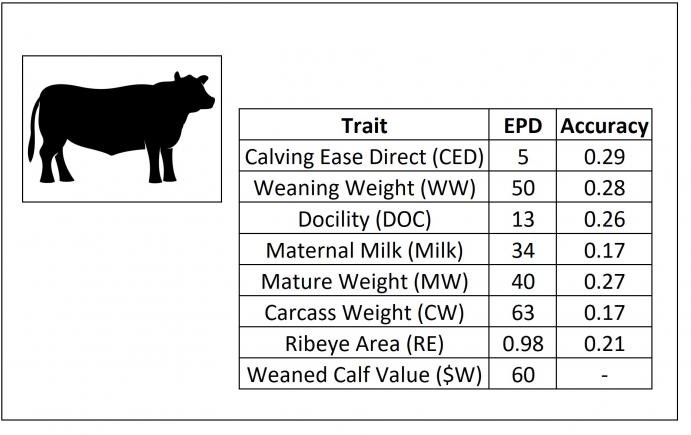 Trait EPD Accuracy
Calving Ease Direct (CED) 5 0.29
Weaning Weight (WW) 50 0.28
Docility (DOC) 13 0.26
Maternal Milk (Milk) 34 0.17
Mature Weight (MW) 40 0.27
Carcass Weight (CW) 63 0.17
Ribeye Area (RE) 0.98 0.21
Weaned Calf Value ($W) 60 -